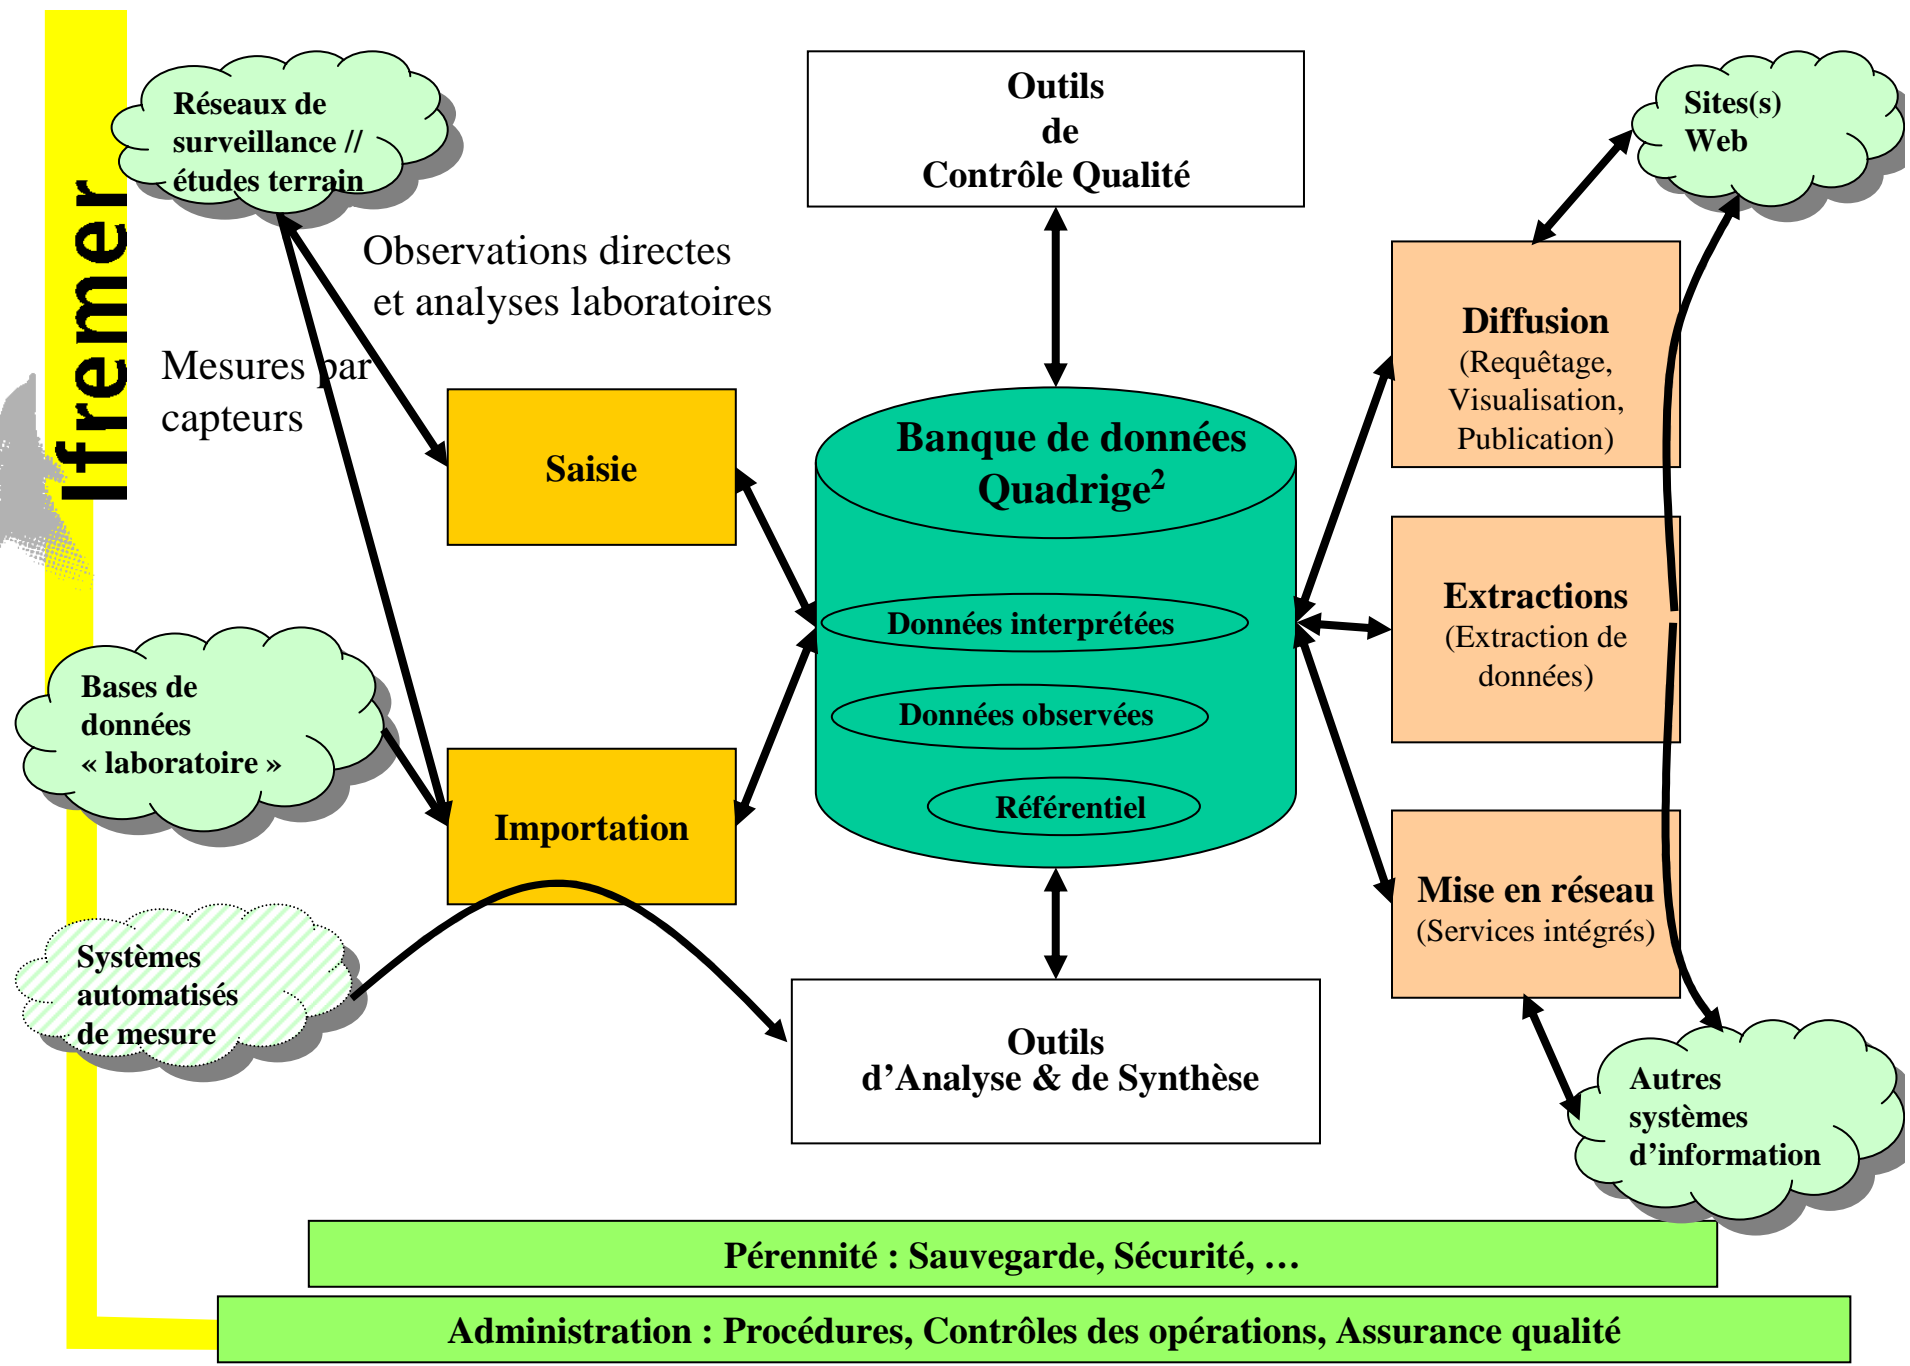 Ifremer
Réseaux de
surveillance //
études terrain
Outils
de
Contrôle Qualité
Sites(s)
Web
Observations directes
et analyses laboratoires
Mesures par
capteurs
Diffusion
(Requêtage,
Visualisation,
Publication)
Saisie
Banque de données
Quadrige²
Données interprétées
Données observées
Référentiel
Extractions
(Extraction de
données)
Bases de
données
« laboratoire »
Importation
Mise en réseau
(Services intégrés)
Systèmes
automatisés
de mesure
Outils
d’Analyse & de Synthèse
Autres
systèmes
d’information
Pérennité : Sauvegarde, Sécurité, …
Administration : Procédures, Contrôles des opérations, Assurance qualité